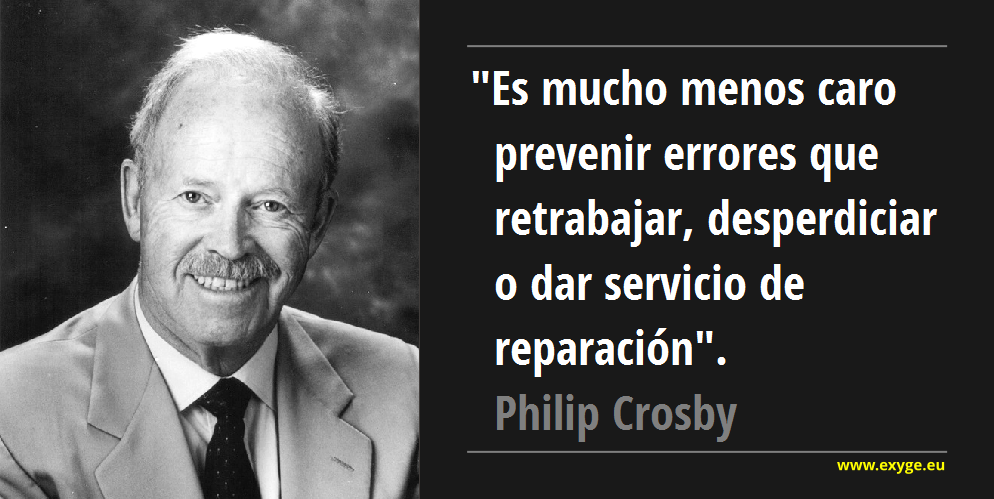 "Es mucho menos caro
prevenir errores que
retrabajar, desperdiciar
o dar servicio de
reparación".
Philip Crosby
www.exyge.eu